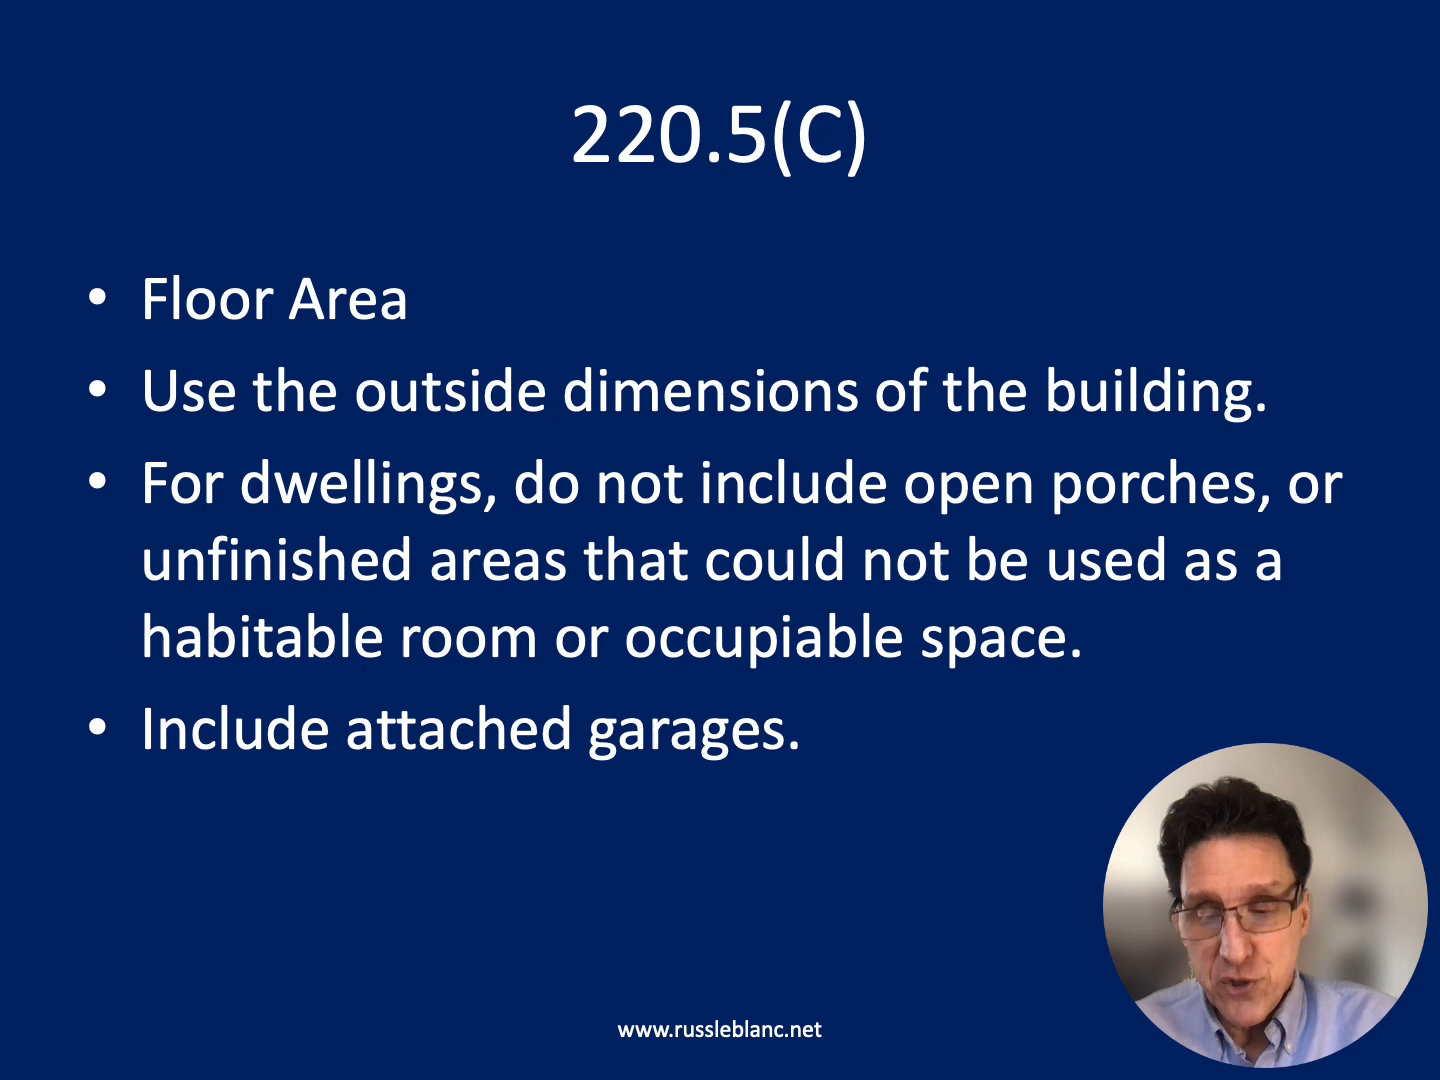 220.5(C)
• Floor Area
• Use the outside dimensions of the building.
• For dwellings, do not include open porches, or
unfinished areas that could not be used as a
habitable room or occupiable space.
• Include attached garages.
www.russleblanc.net